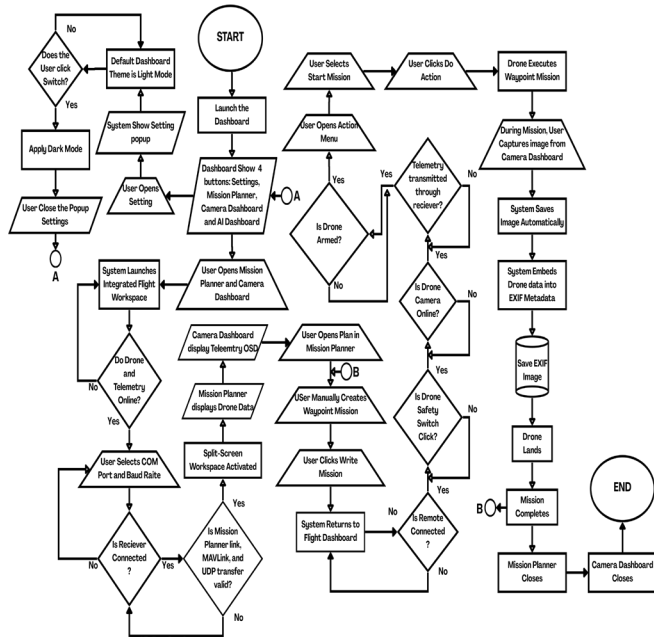 No
Does the
User click
Switch?
Yes
Default Dashboard
Theme is Light Mode
START
Launch the
Dashboard
System Show Setting
popup
Apply Dark Mode
User Opens
Setting
User Close the Popup
Settings
A
Dashboard Show 4
buttons: Settings,
Mission Planner,
Camera Dsahboard
and AI Dashboard
A
User Opens Mission
Planner and Camera
Dashboard
System Launches
Integrated Flight
Workspace
Do Drone
and
Telemetry
Online?
No
Yes
User Selects COM
Port and Baud Raite
Is Reciever
Connected
?
No
Yes
Is Mission
Planner link,
MAVLink, and
UDP transfer
valid?
No
Yes
Split-Screen
Workspace Activated
Mission Planner
displays Drone Data
Camera Dashboard
display Teleemtry OSD
User Opens Plan in
Mission Planner
B
USer Manually Creates
Waypoint Mission
User Clicks Write
Mission
System Returns to
Flight Dashboard
No
Is Remote
Connected
?
No
Yes
Is Drone
Safety
Switch
Click?
No
Yes
Is Drone
Camera
Online?
No
Yes
Telemetry
transmitted
through
reciever?
No
Yes
Is Drone
Armed?
No
Yes
User Opens Action
Menu
User Selects
Start Mission
User Clicks Do
Action
Drone Executes
Waypoint Mission
During Mission, User
Captures image from
Camera Dashboard
System Saves
Image Automatically
System Embeds
Drone data into
EXIF Metadata
Save EXIF
Image
Drone
Lands
Mission
Completes
B
Mission Planner
Closes
Camera Dashboard
Closes
END